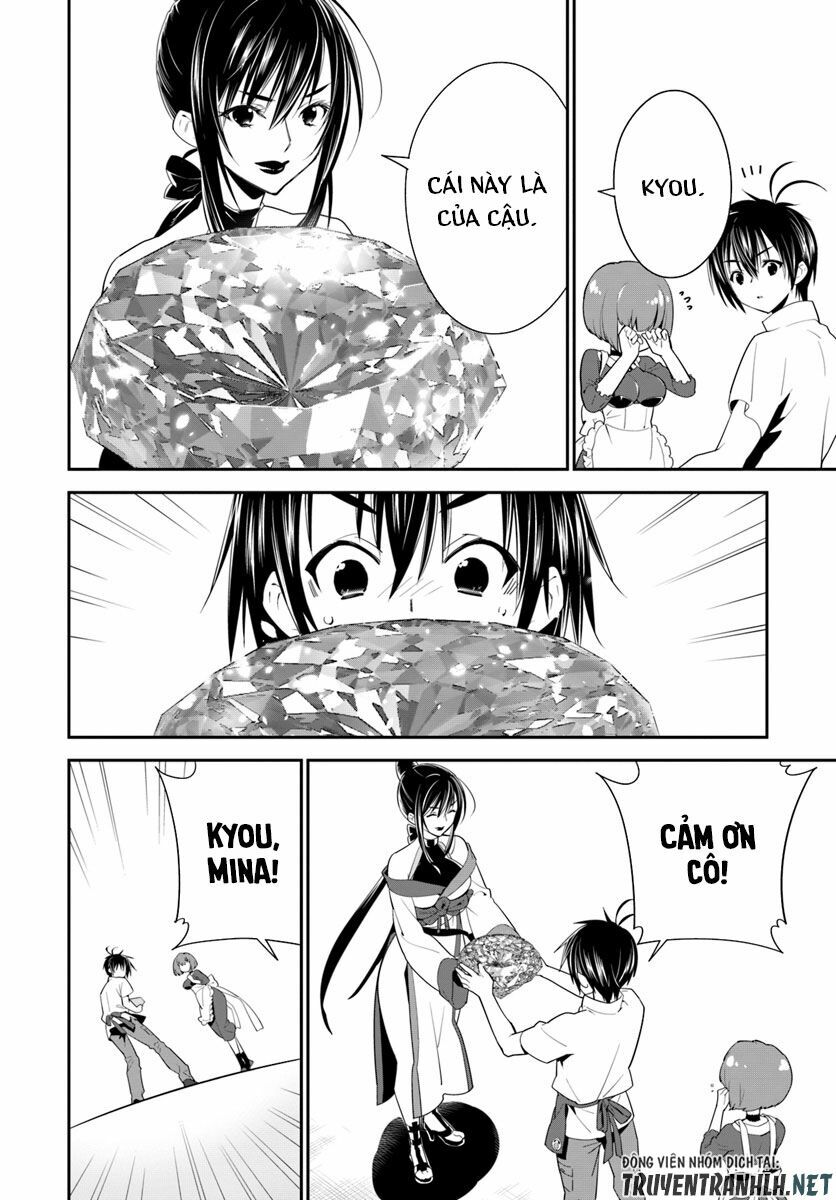 KYOU.
CÁI NÀY LÀ
CỦA CẬU.
CẢM ƠN
CÔ!
KYOU,
MINA!
ĐỘNG VIÊN NHÓM DỊCH TẠI:
TRUYENTRANHLH.NET